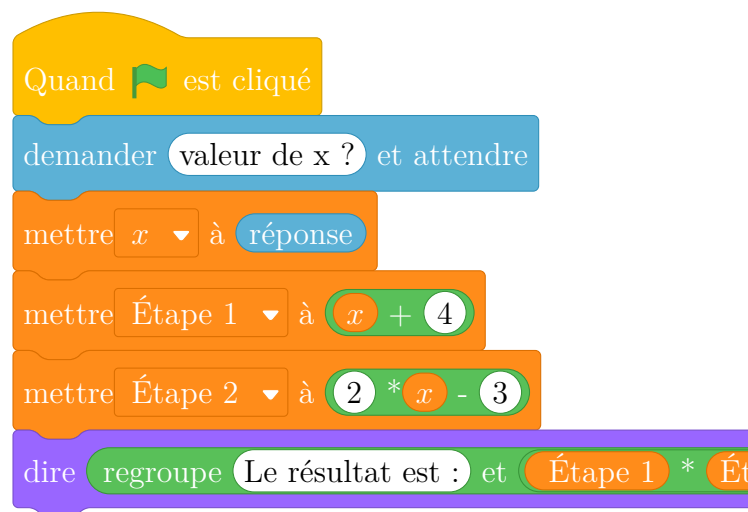 Quand est cliqué
demander valeur de x ? et attendre
mettre x à réponse
mettre Étape 1 à x + 4
mettre Étape 2 à 2 * x - 3
dire regroupe Le résultat est : et Étape 1 * Ét